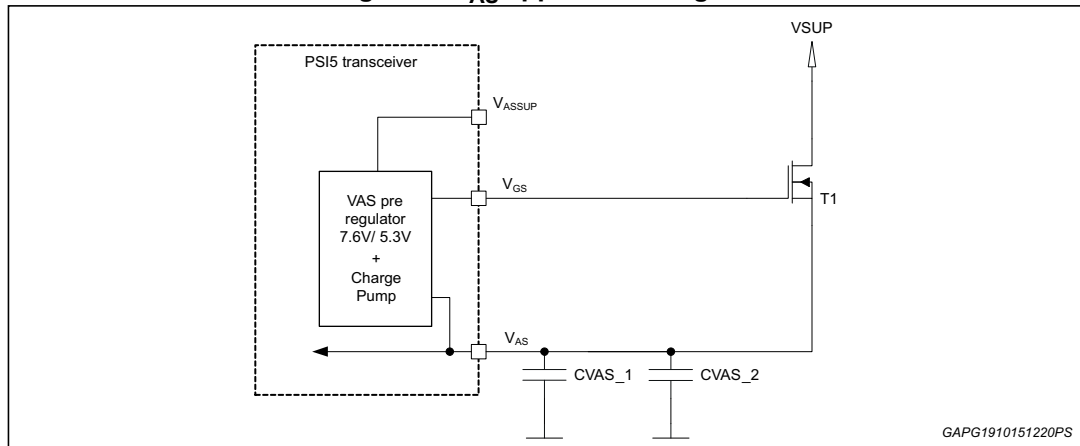 VSUP
PSI5 transceiver
VASSUP
VGS
VAS pre
regulator
7.6V/ 5.3V
+
Charge
Pump
T1
VAS
CVAS_1
CVAS_2
GAPG1910151220PS